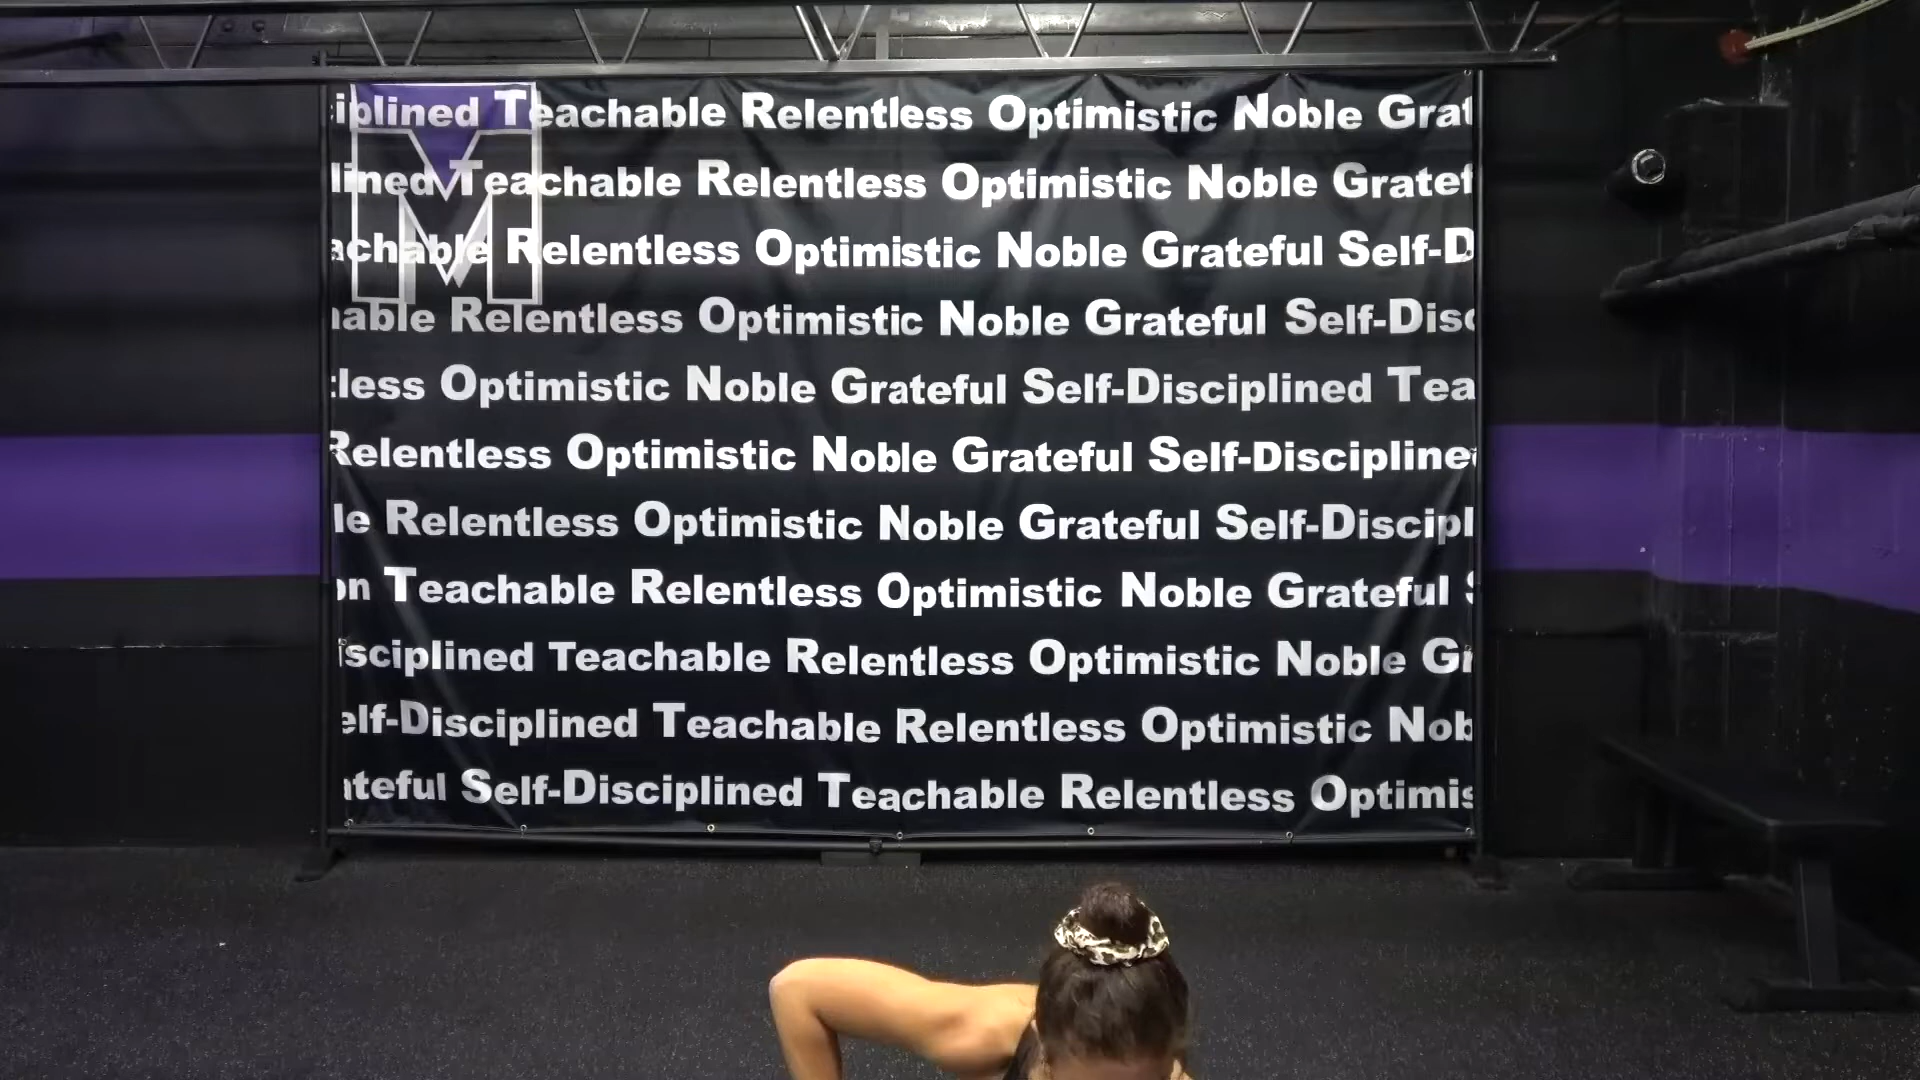 iplined Teachable Relentless Optimistic Noble Grat
lined Teachable Relentless Optimistic Noble Gratef
achable Relentless Optimistic Noble Grateful Self-D
able Relentless Optimistic Noble Grateful Self-Disc
less Optimistic Noble Grateful Self-Disciplined Tea
Relentless Optimistic Noble Grateful Self-Discipline
le Relentless Optimistic Noble Grateful Self-Discipl
on Teachable Relentless Optimistic Noble Grateful S
isciplined Teachable Relentless Optimistic Noble Gr
elf-Disciplined Teachable Relentless Optimistic Nob
ateful Self-Disciplined Teachable Relentless Optimis
M